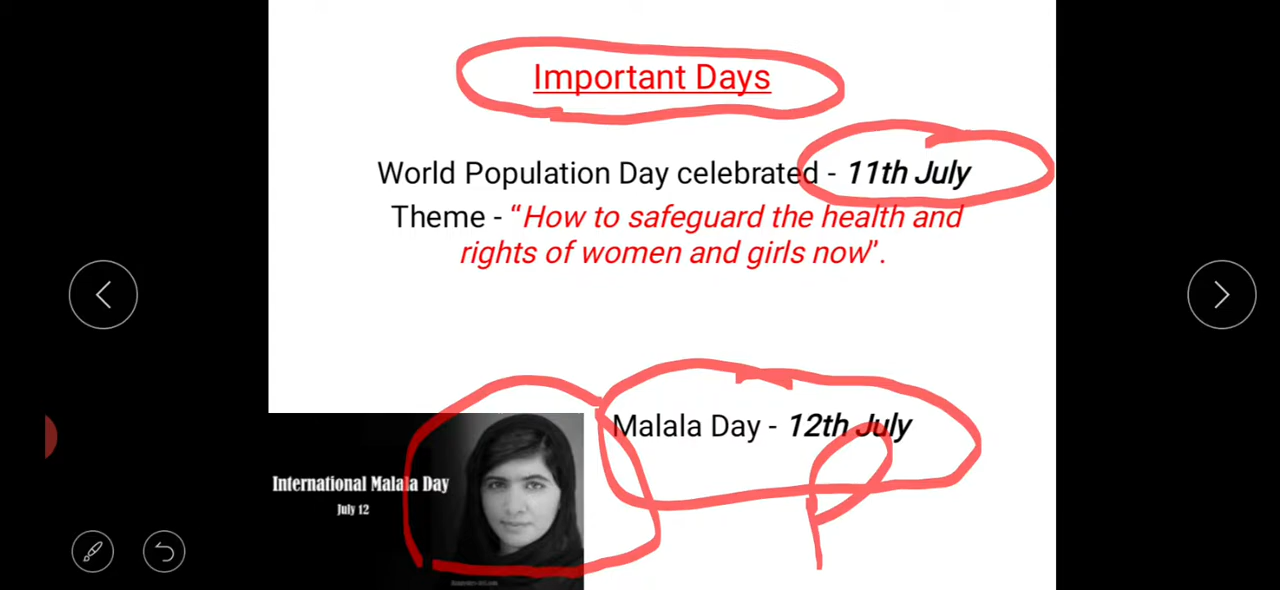 Important Days
World Population Day celebrated - 11th July
Theme - “How to safeguard the health and
rights of women and girls now”.
Malala Day - 12th July
International Malala Day
July 12